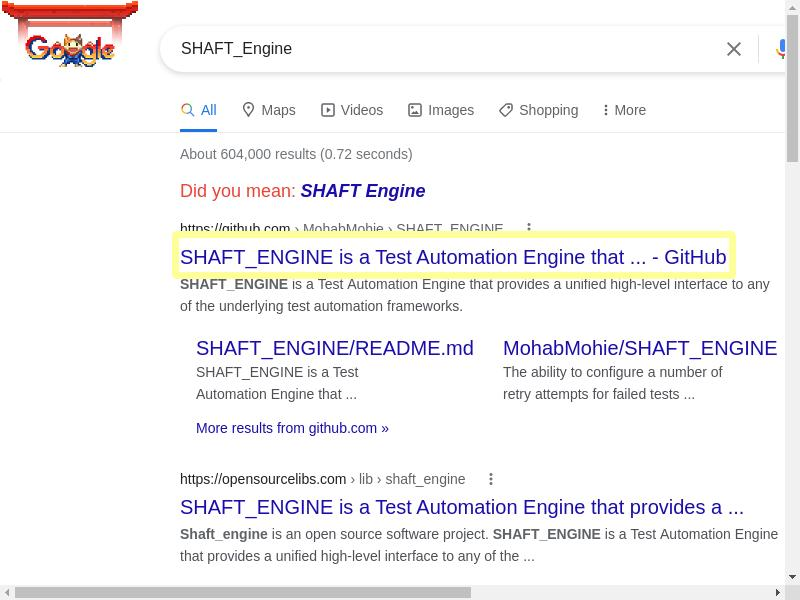 Google
SHAFT_Engine
All Maps Videos Images Shopping More
About 604,000 results (0.72 seconds)
Did you mean: SHAFT Engine
https://github.com › MohabMohie › SHAFT_ENGINE
SHAFT_ENGINE is a Test Automation Engine that ... - GitHub
SHAFT_ENGINE is a Test Automation Engine that provides a unified high-level interface to any
of the underlying test automation frameworks.
SHAFT_ENGINE/README.md MohabMohie/SHAFT_ENGINE
SHAFT_ENGINE is a Test The ability to configure a number of
Automation Engine that ... retry attempts for failed tests ...
More results from github.com »
https://opensourcelibs.com › lib › shaft_engine
SHAFT_ENGINE is a Test Automation Engine that provides a ...
Shaft_engine is an open source software project. SHAFT_ENGINE is a Test Automation Engine
that provides a unified high-level interface to any of the ...